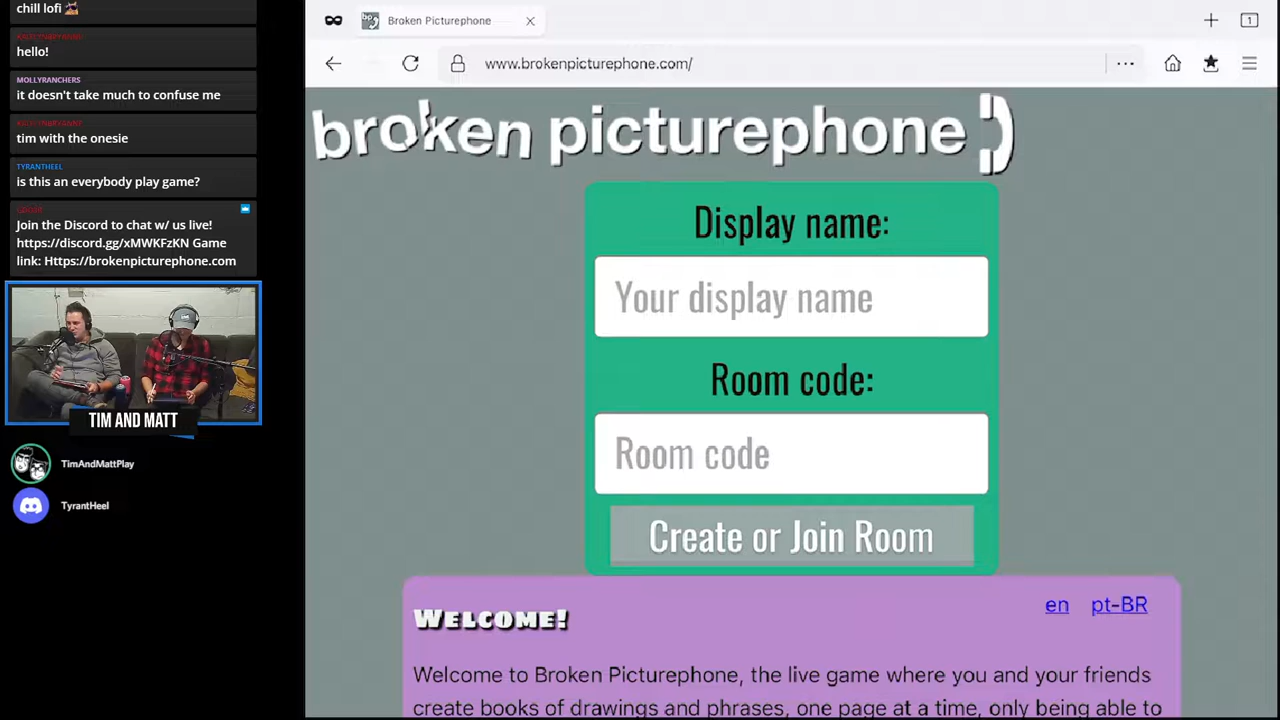 chill lofi
hello!
MOLLYRANCHERS
it doesn't take much to confuse me
tim with the onesie
TYRANTHEEL
is this an everybody play game?
Join the Discord to chat w/ us live!
https://discord.gg/xMWKFzKN Game
link: Https://brokenpicturephone.com
TIM AND MATT
TimAndMattPlay
TyrantHeel
Broken Picturephone
1
www.brokenpicturephone.com/
broken picturephone
Display name:
Your display name
Room code:
Room code
Create or Join Room
en pt-BR
Welcome!
Welcome to Broken Picturephone, the live game where you and your friends
create books of drawings and phrases, one page at a time, only being able to